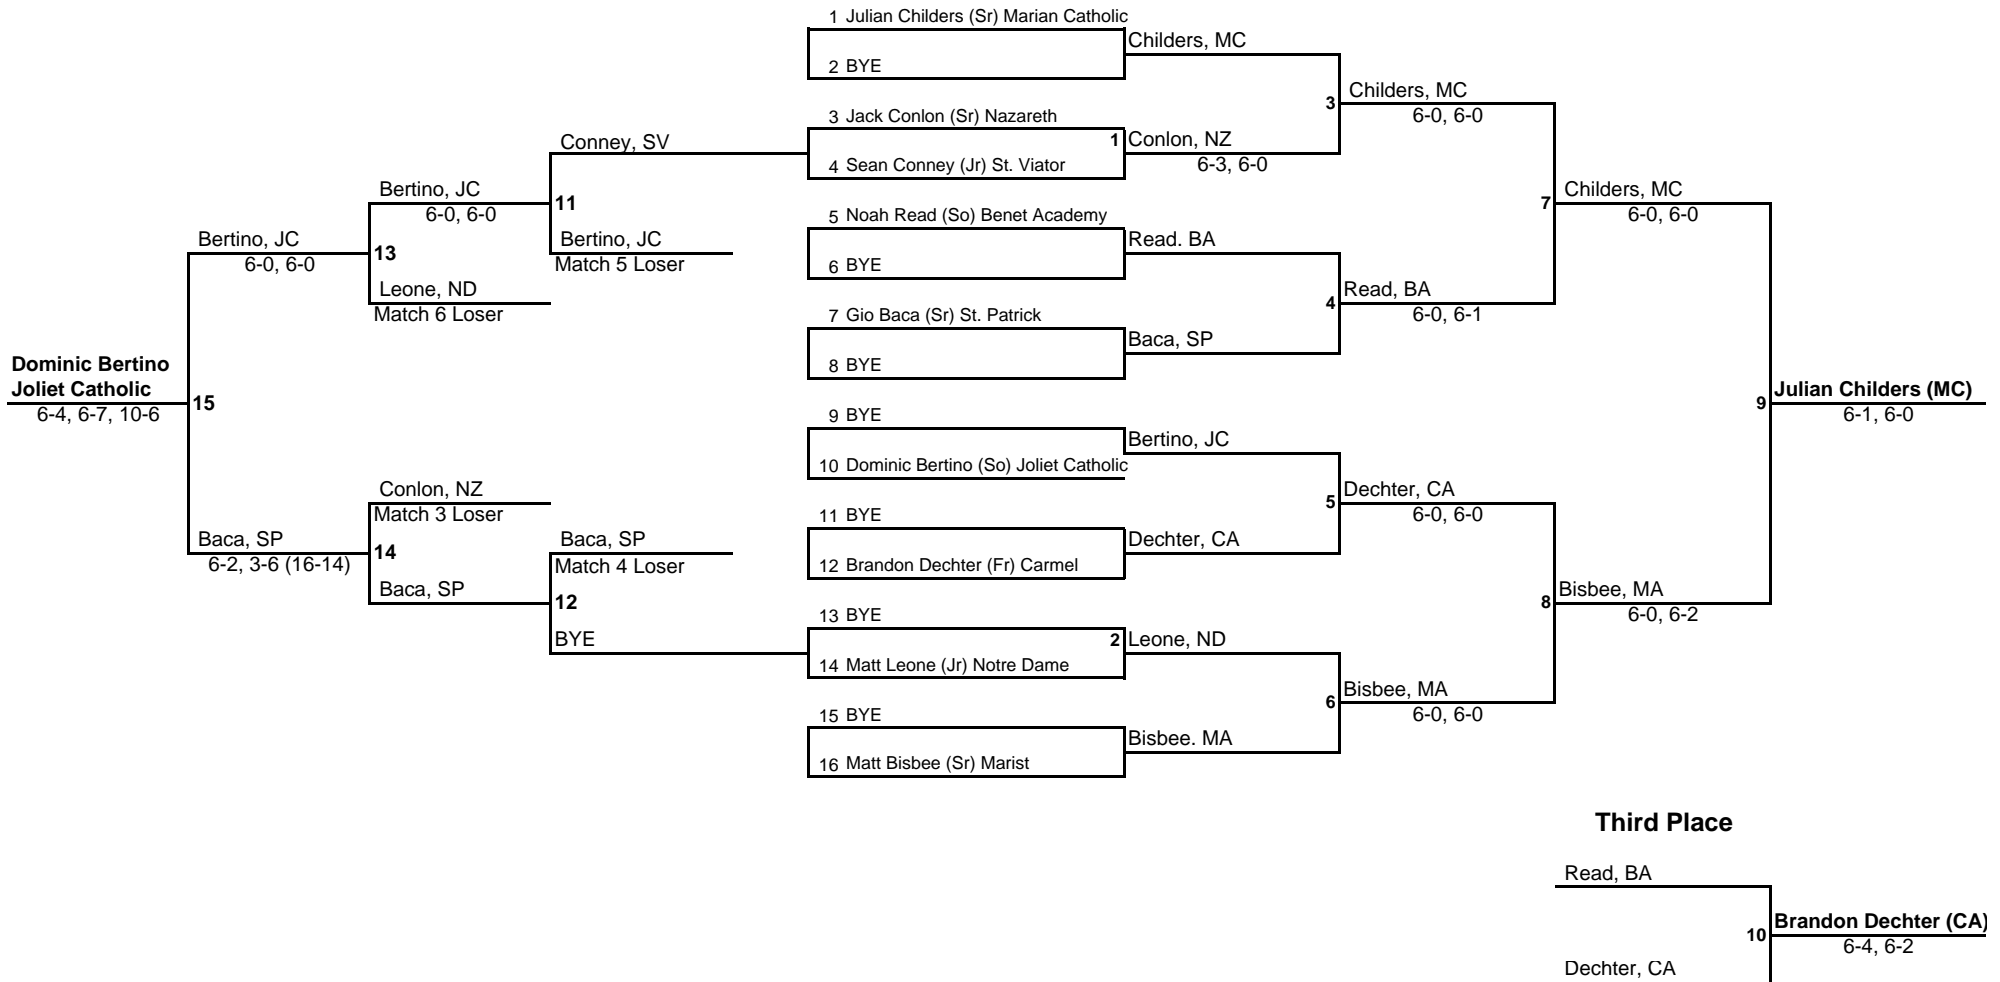 1 Julian Childers (Sr) Marian Catholic
Childers, MC
2 BYE
Childers, MC
3
6-0, 6-0
3 Jack Conlon (Sr) Nazareth
Conney, SV
1 Conlon, NZ
6-3, 6-0
4 Sean Conney (Jr) St. Viator
Bertino, JC
6-0, 6-0
11
Childers, MC
7
6-0, 6-0
5 Noah Read (So) Benet Academy
Bertino, JC
6-0, 6-0
13
Bertino, JC
Match 5 Loser
Read. BA
6 BYE
Leone, ND
Match 6 Loser
Read, BA
4
6-0, 6-1
7 Gio Baca (Sr) St. Patrick
Baca, SP
8 BYE
Dominic Bertino
Joliet Catholic
6-4, 6-7, 10-6
15
9
Julian Childers (MC)
6-1, 6-0
9 BYE
Bertino, JC
10 Dominic Bertino (So) Joliet Catholic
Conlon, NZ
Match 3 Loser
Dechter, CA
5
6-0, 6-0
11 BYE
Baca, SP
6-2, 3-6 (16-14)
14
Baca, SP
Match 4 Loser
Dechter, CA
12 Brandon Dechter (Fr) Carmel
Baca, SP
12
Bisbee, MA
8
6-0, 6-2
13 BYE
BYE
2 Leone, ND
14 Matt Leone (Jr) Notre Dame
Bisbee, MA
6
6-0, 6-0
15 BYE
Bisbee. MA
16 Matt Bisbee (Sr) Marist
Third Place
Read, BA
10
Brandon Dechter (CA)
6-4, 6-2
Dechter, CA